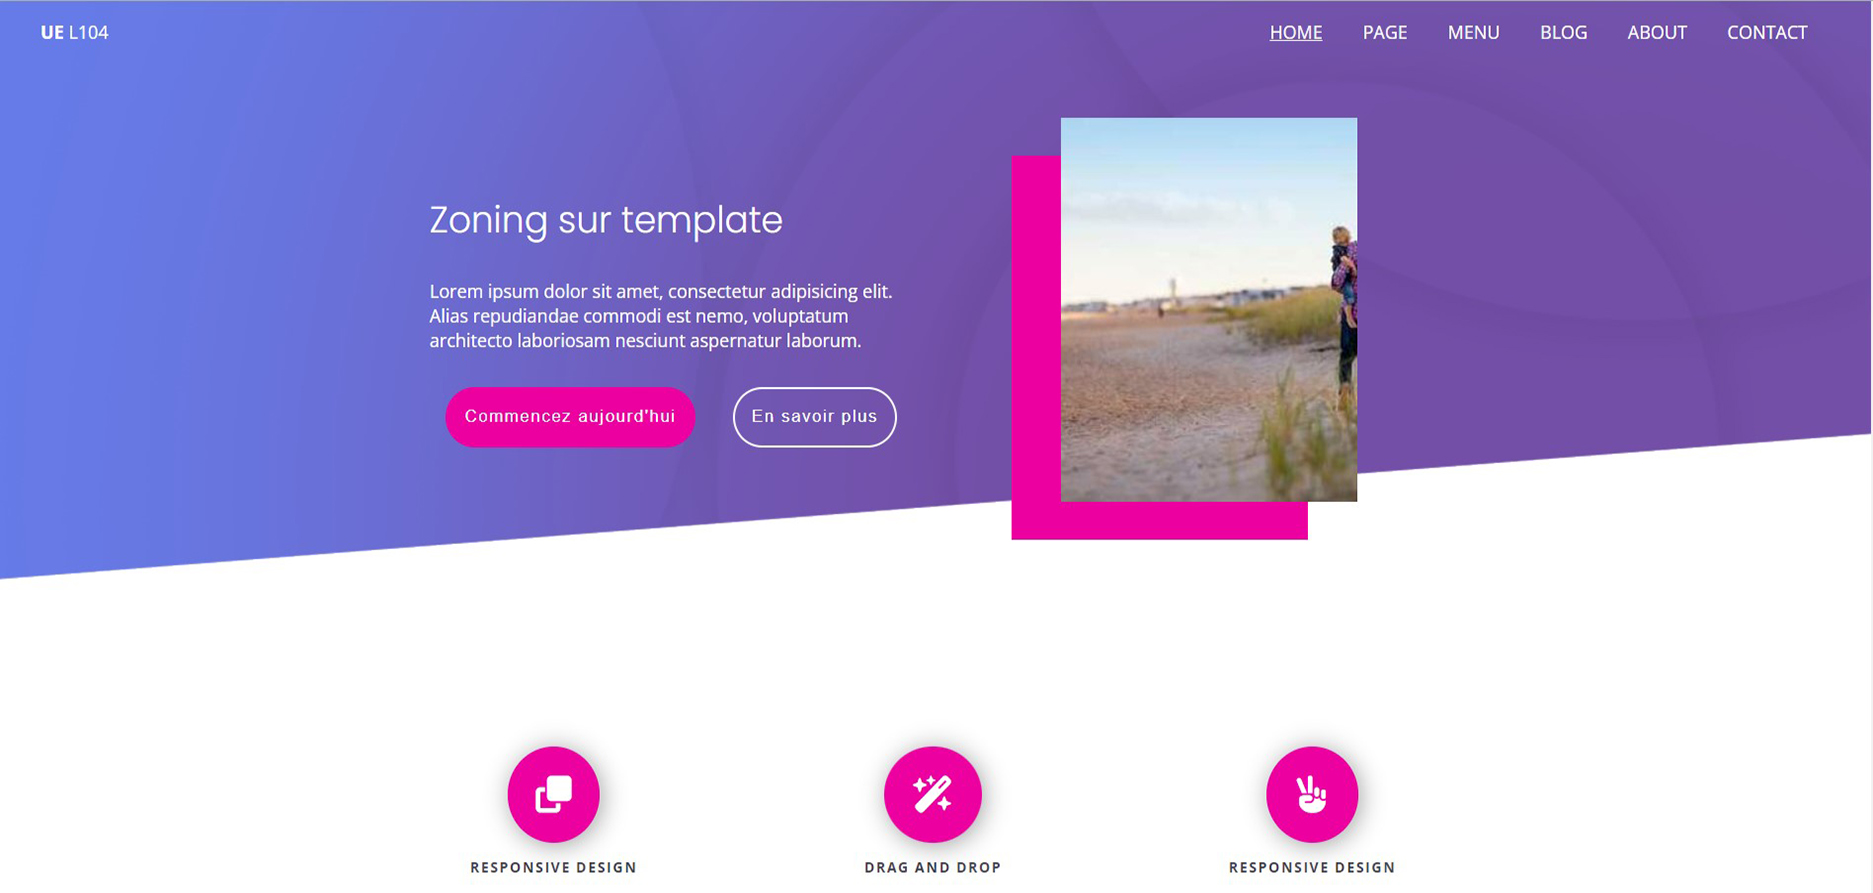 UE L104
HOME PAGE MENU BLOG ABOUT CONTACT
Zoning sur template
Lorem ipsum dolor sit amet, consectetur adipisicing elit.
Alias repudiandae commodi est nemo, voluptatum
architecto laboriosam nesciunt aspernatur laborum.
Commencez aujourd'hui
En savoir plus
RESPONSIVE DESIGN
DRAG AND DROP
RESPONSIVE DESIGN